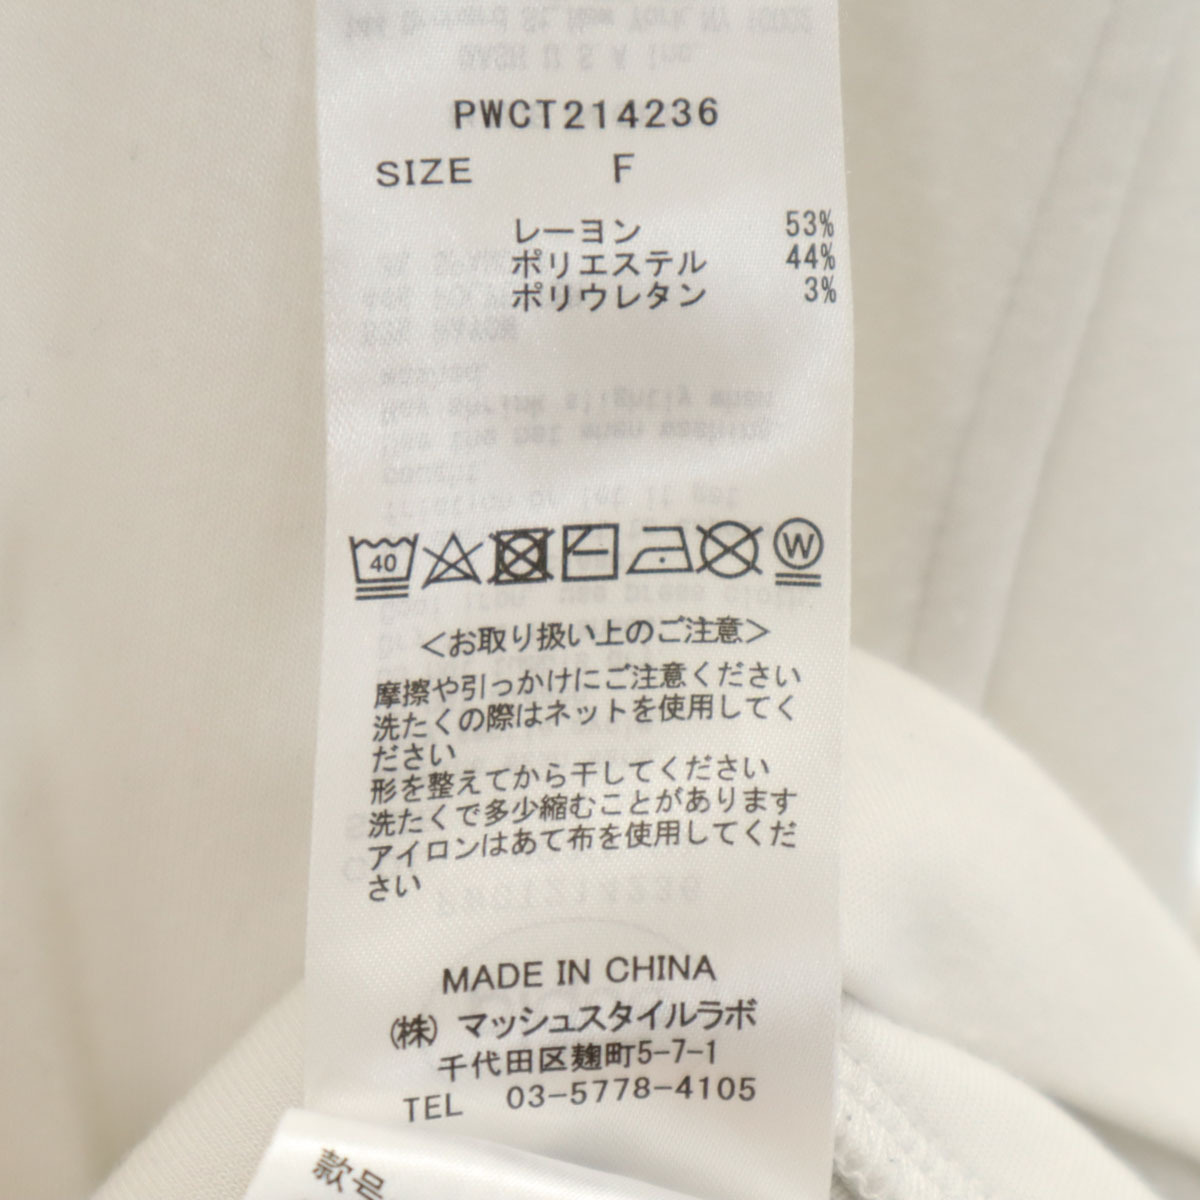 PWCT214236
SIZE F
レーヨン 53%
ポリエステル 44%
ポリウレタン 3%
40 W
＜お取り扱い上のご注意＞
摩擦や引っかけにご注意ください
洗たくの際はネットを使用してく
ださい
形を整えてから干してください
洗たくで多少縮むことがあります
アイロンはあて布を使用してくだ
さい
MADE IN CHINA
(株) マッシュスタイルラボ
千代田区麹町5-7-1
TEL 03-5778-4105
款号